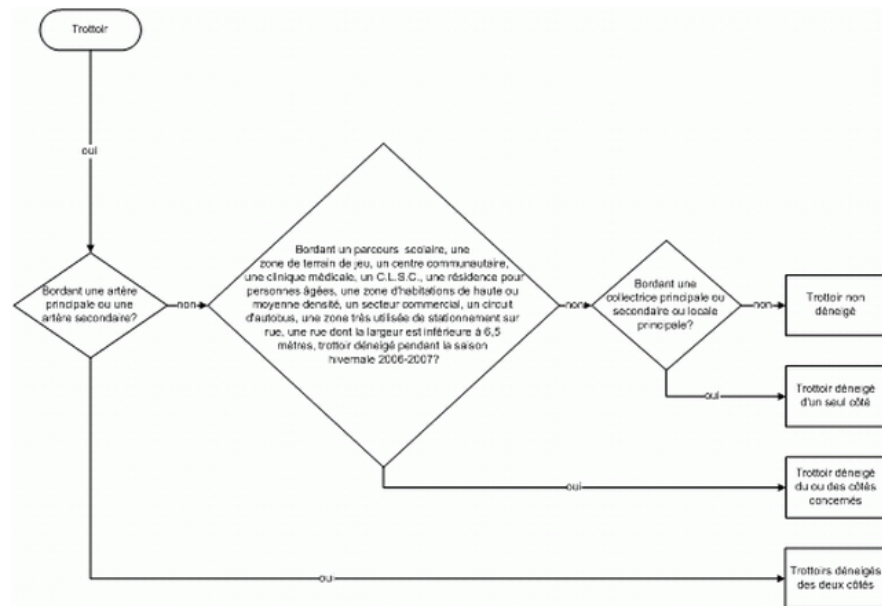 Trottoir
oui
Bordant une artère
principale ou une
artère secondaire?
non
Bordant un parcours scolaire, une
zone de terrain de jeu, un centre communautaire,
une clinique médicale, un C.L.S.C., une résidence pour
personnes âgées, une zone d'habitations de haute ou
moyenne densité, un secteur commercial, un circuit
d'autobus, une zone très utilisée de stationnement sur
rue, une rue dont la largeur est inférieure à 6,5
mètres, trottoir déneigé pendant la saison
hivernale 2006-2007?
non
Bordant une
collectrice principale ou
secondaire ou locale
principale?
non
Trottoir non
déneigé
oui
Trottoir déneigé
d'un seul côté
oui
Trottoir déneigé
du ou des côtés
concernés
oui
Trottoirs déneigés
des deux côtés